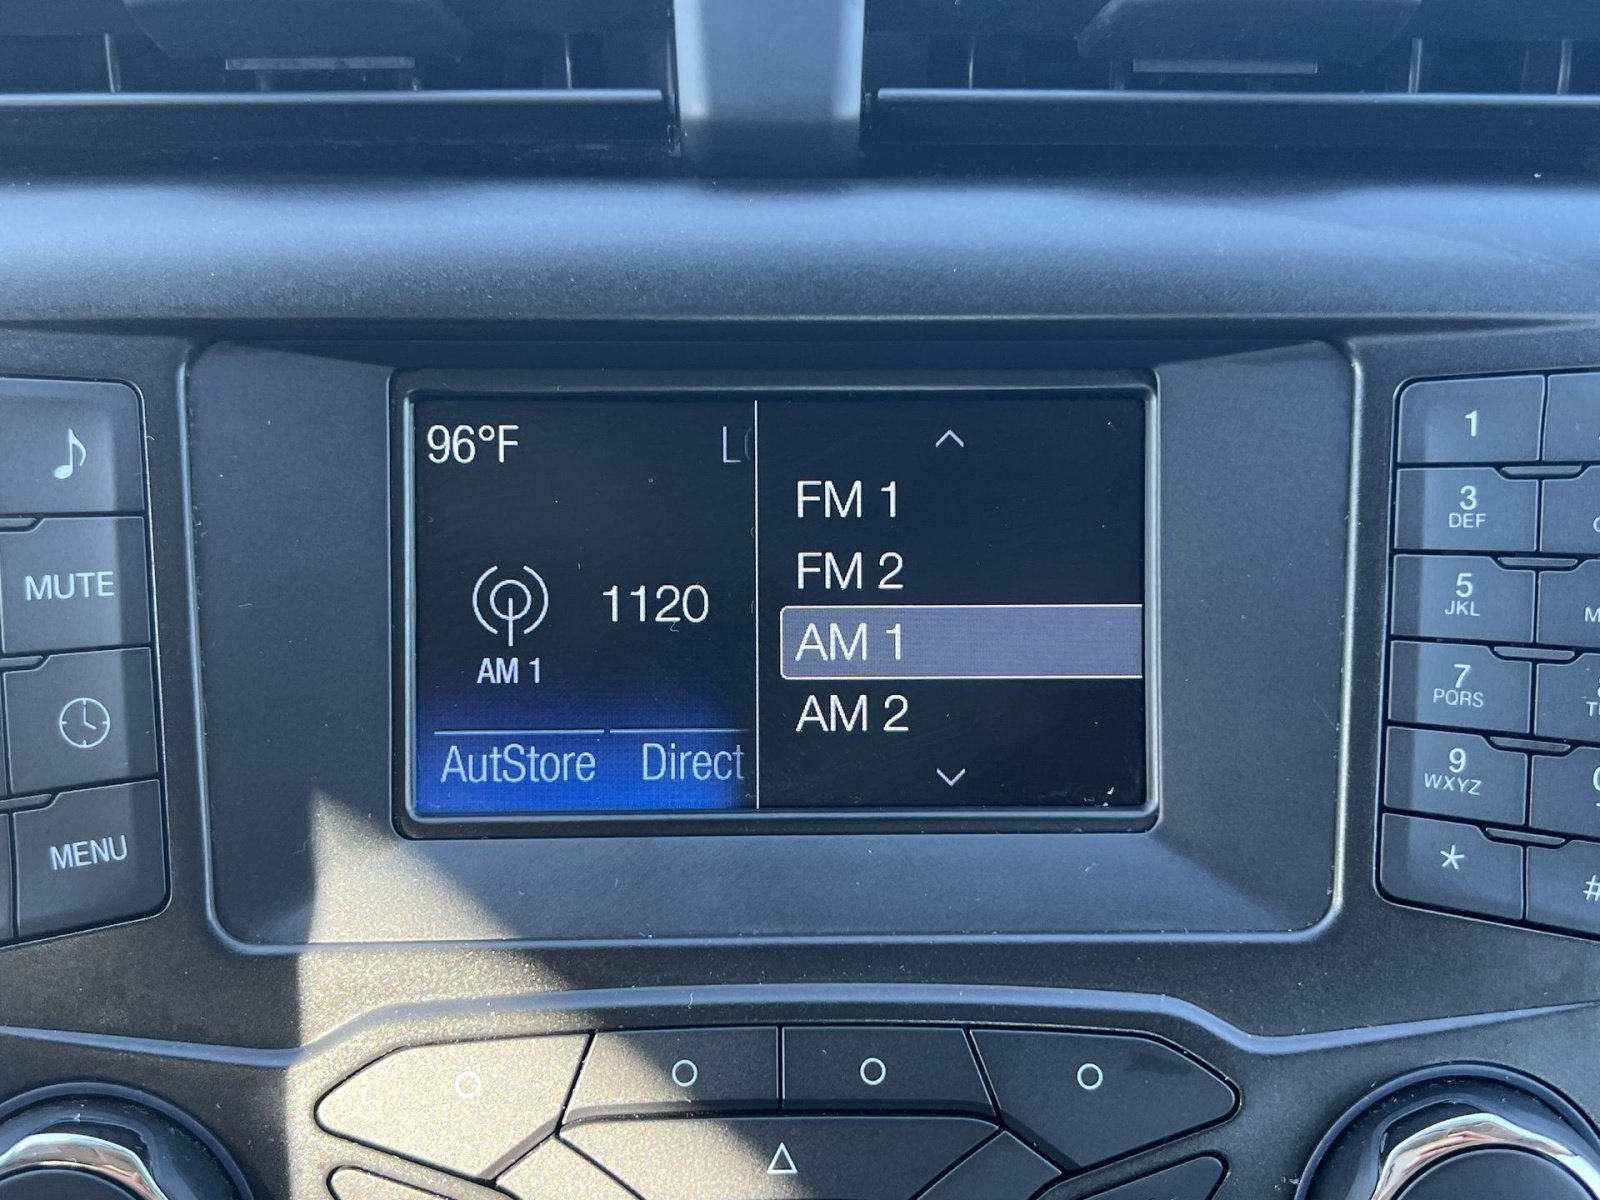 96°F
FM 1
FM 2
1120
AM 1
AM 1
AM 2
AutStore
Direct
MUTE
MENU
1
3
DEF
5
JKL
7
PQRS
9
WXYZ
*
#